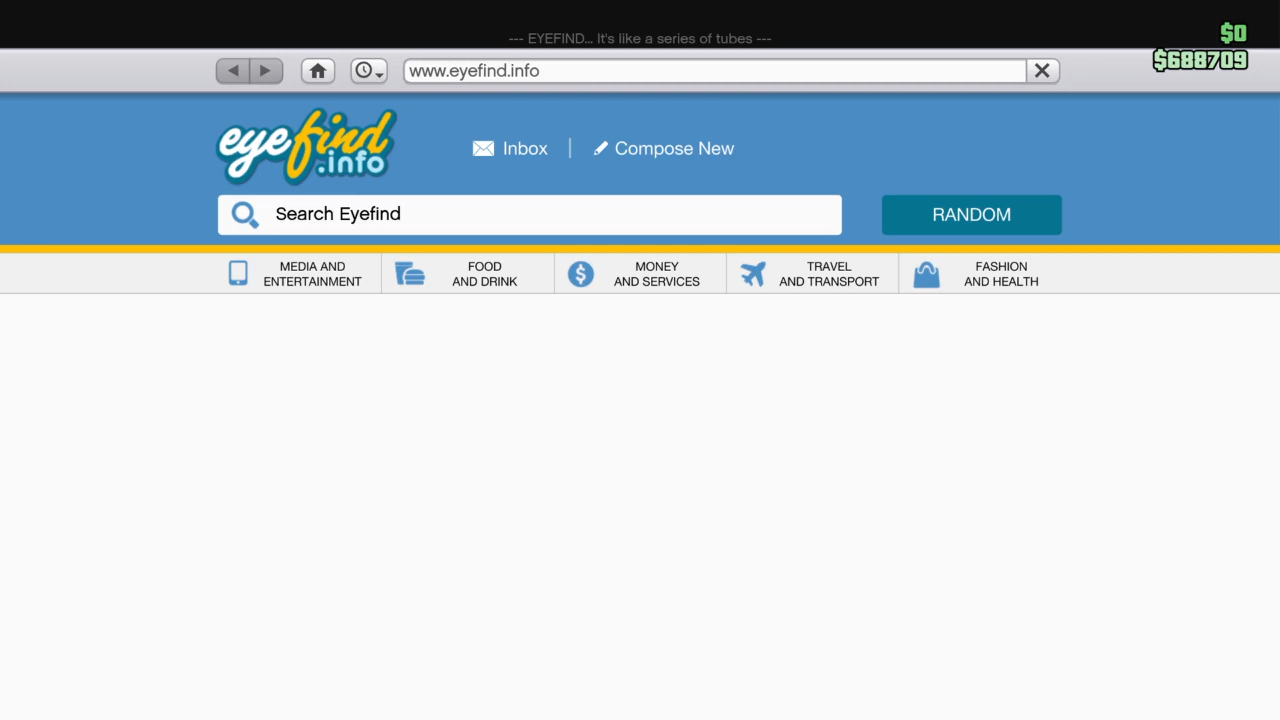 --- EYEFIND... It's like a series of tubes ---
$0
$688709
www.eyefind.info
eyefind
.info
Inbox
Compose New
Search Eyefind
RANDOM
MEDIA AND
ENTERTAINMENT
FOOD
AND DRINK
MONEY
AND SERVICES
TRAVEL
AND TRANSPORT
FASHION
AND HEALTH